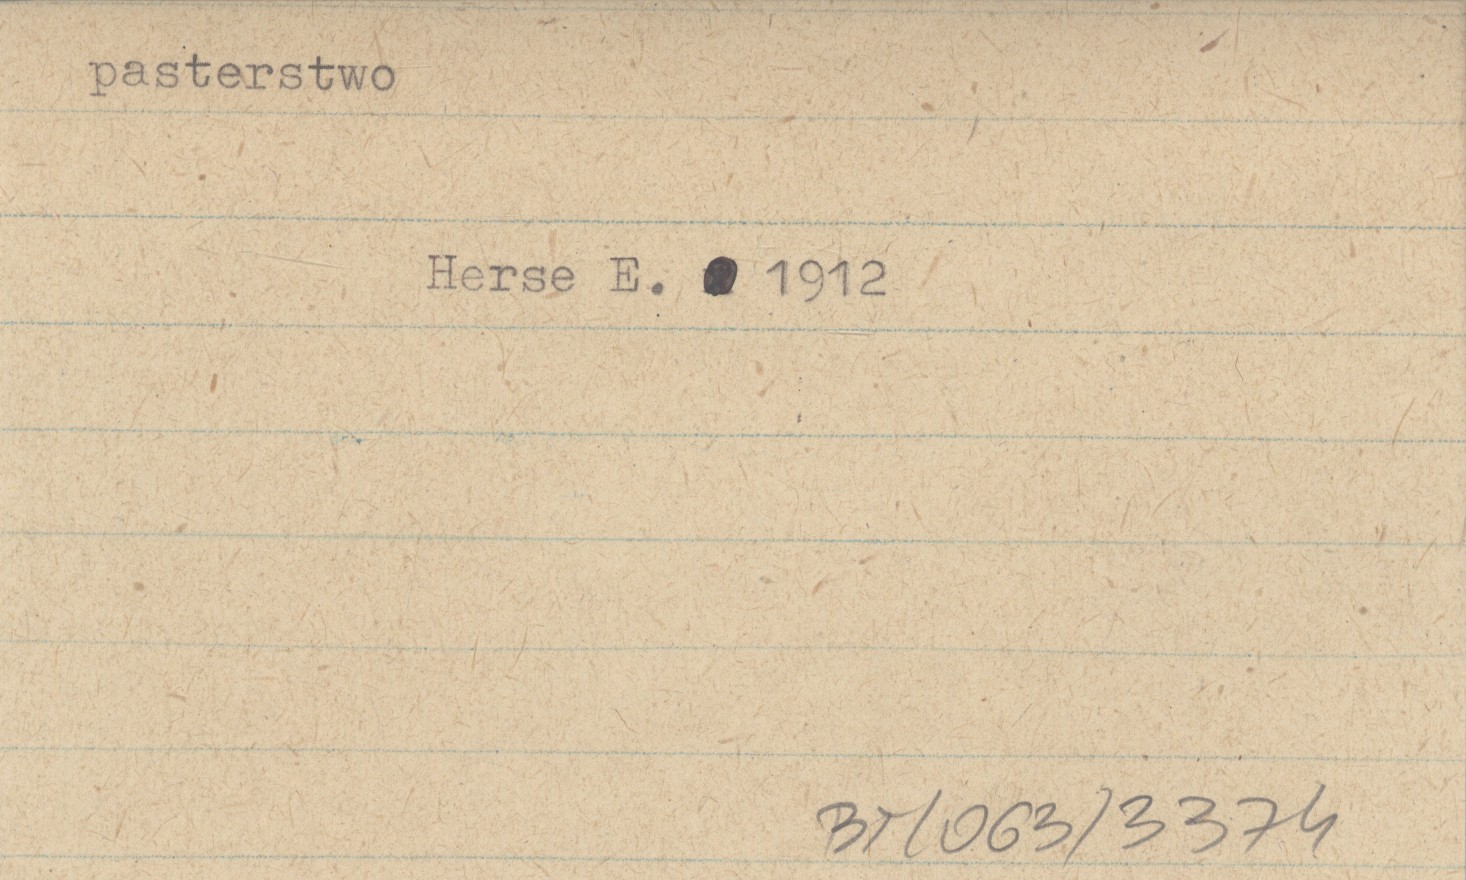 pasterstwo
Herse E. 1912
BT/063/3374